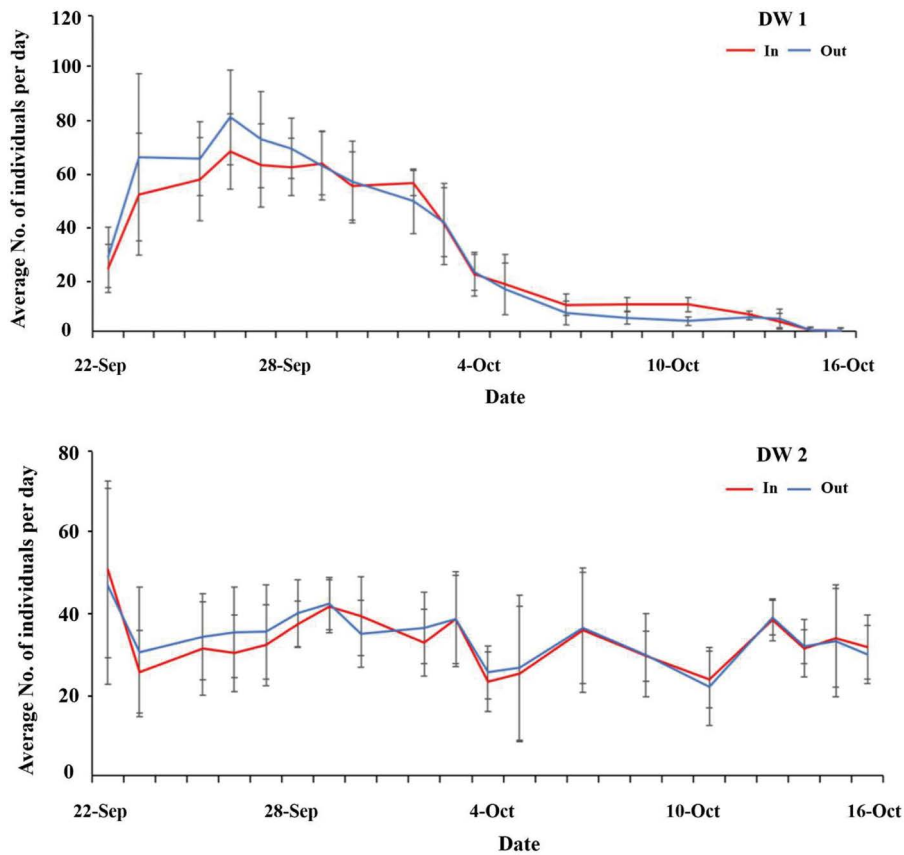 DW 1
In Out
Average No. of individuals per day
120
100
80
60
40
20
0
22-Sep 28-Sep 4-Oct 10-Oct 16-Oct
Date
DW 2
In Out
Average No. of individuals per day
80
60
40
20
0
22-Sep 28-Sep 4-Oct 10-Oct 16-Oct
Date